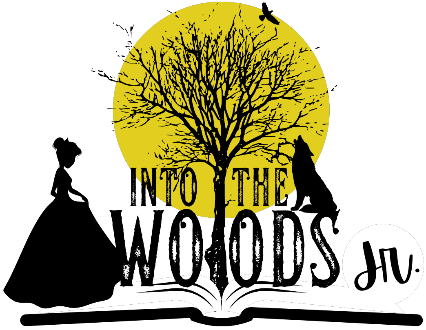 INTO THE
WOODS
Jr.